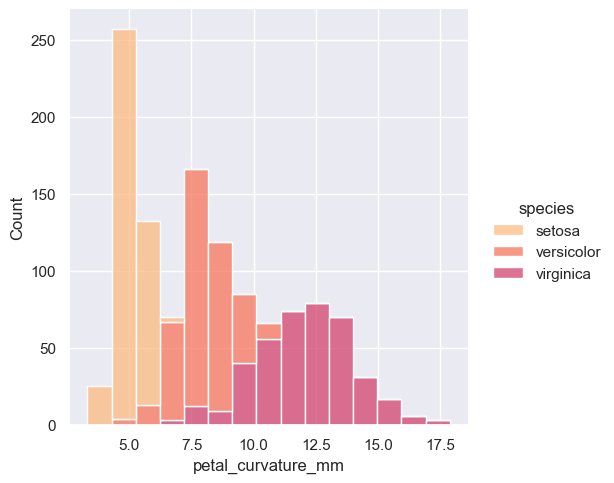 250
200
150
100
50
0
Count
5.0 7.5 10.0 12.5 15.0 17.5
petal_curvature_mm
species
setosa
versicolor
virginica